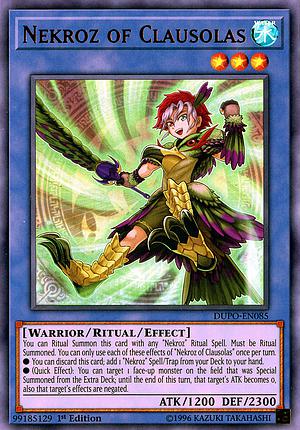 NEKROZ OF CLAUSOLAS
WATER
DUPO-EN085
[WARRIOR/RITUAL/EFFECT]
You can Ritual Summon this card with any "Nekroz" Ritual Spell. Must be Ritual
Summoned. You can only use each of these effects of "Nekroz of Clausolas" once per turn.
● You can discard this card; add 1 "Nekroz" Spell/Trap from your Deck to your hand.
● (Quick Effect): You can target 1 face-up monster on the field that was Special
Summoned from the Extra Deck; until the end of this turn, that target's ATK becomes 0,
also that target's effects are negated.
ATK/1200 DEF/2300
99185129 1st Edition ©1996 KAZUKI TAKAHASHI